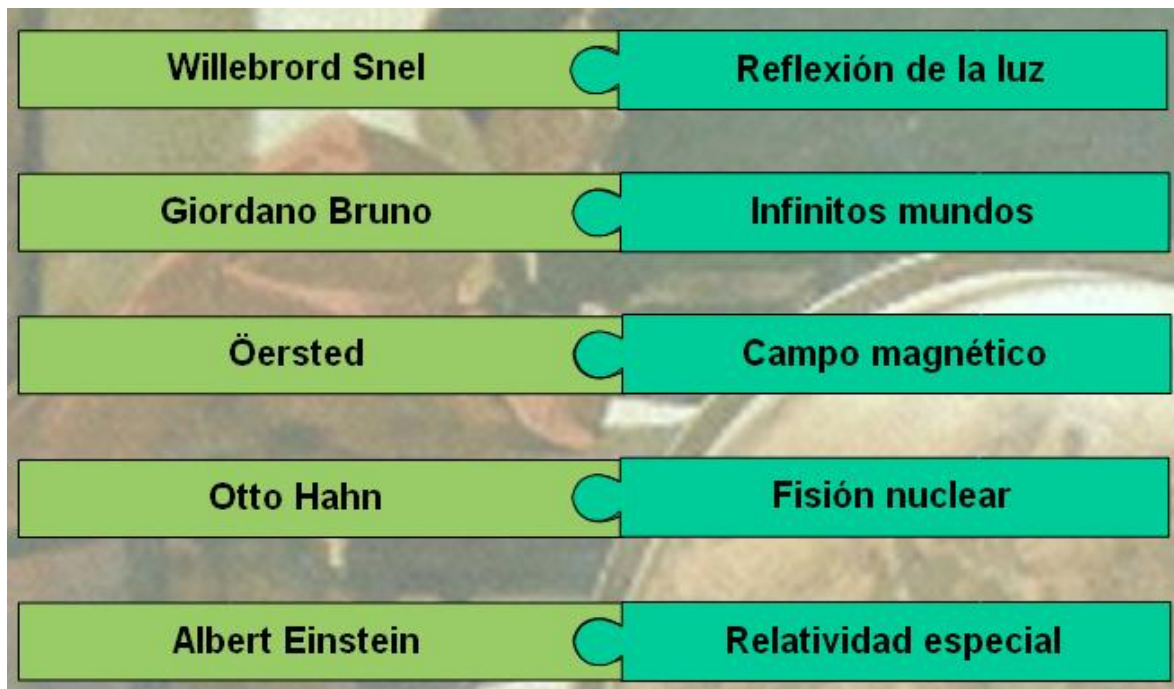 Willebrord Snel Reflexión de la luz
Giordano Bruno Infinitos mundos
Öersted Campo magnético
Otto Hahn Fisión nuclear
Albert Einstein Relatividad especial